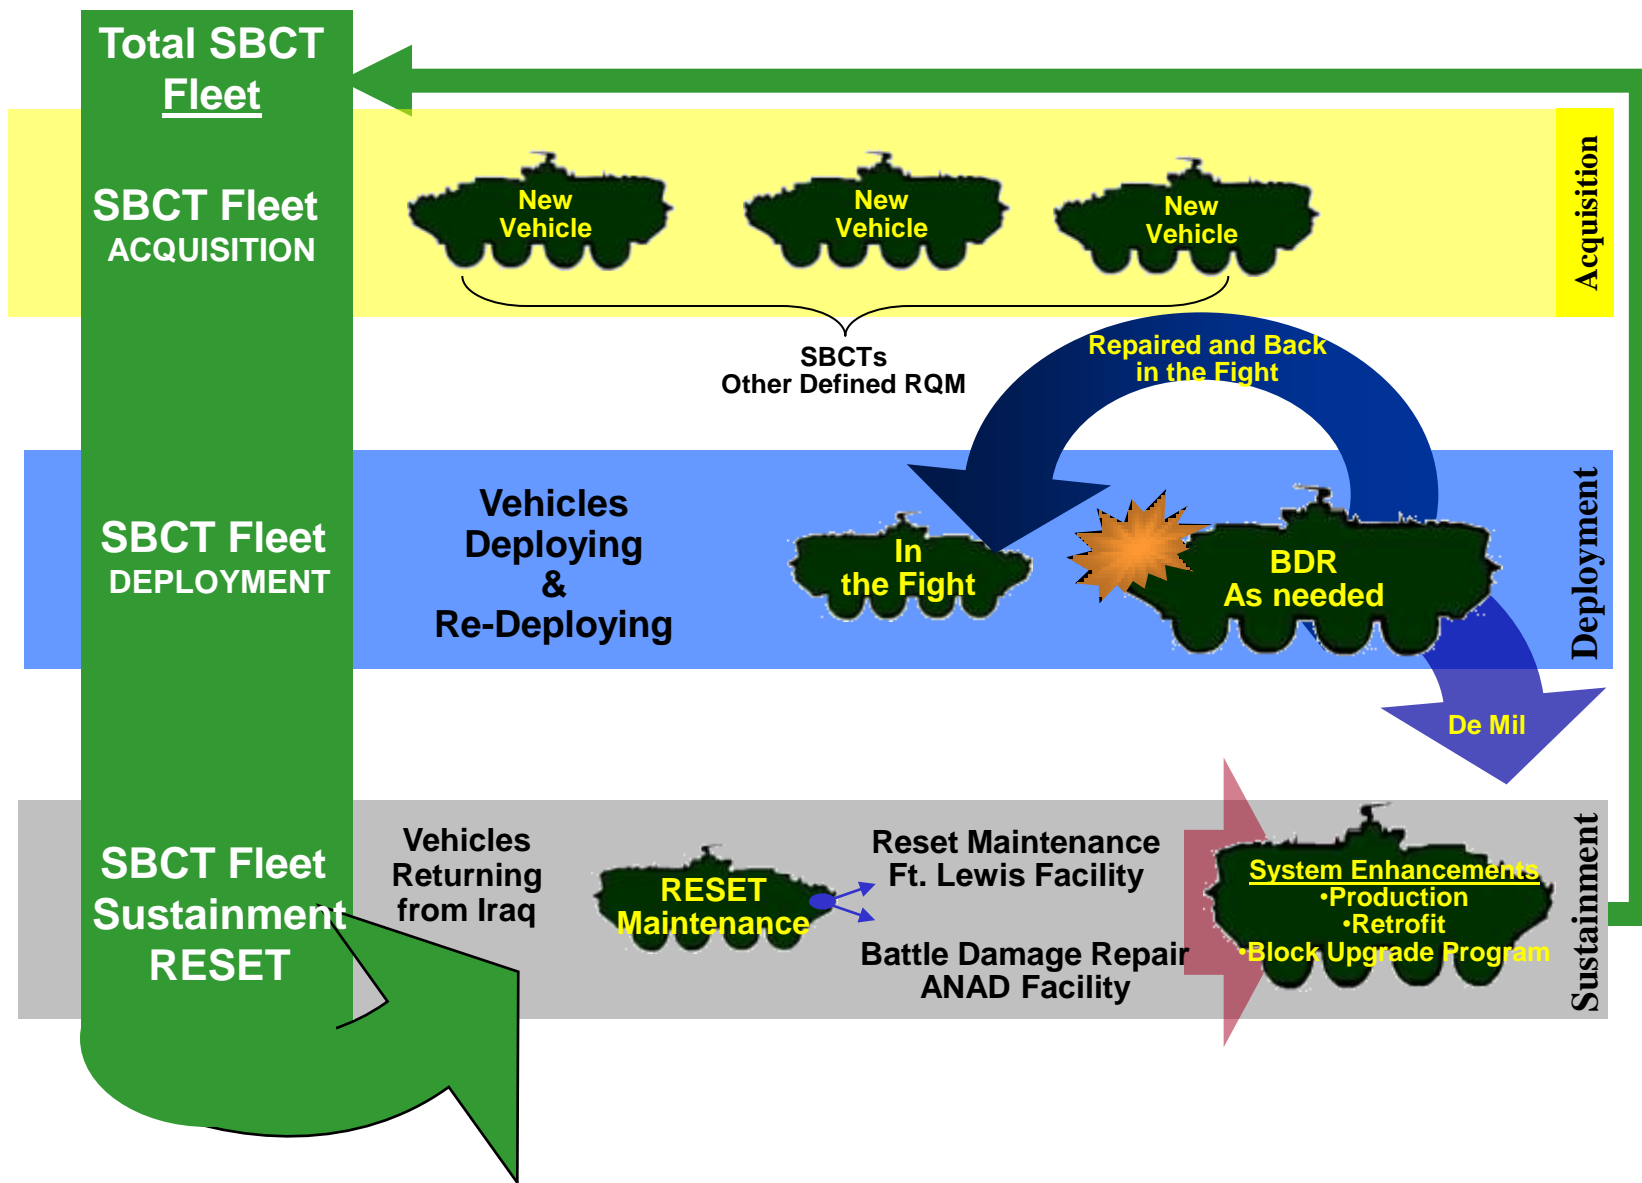 Total SBCT
Fleet
SBCT Fleet
ACQUISITION
New
Vehicle
New
Vehicle
New
Vehicle
Acquisition
SBCTs
Other Defined RQM
Repaired and Back
in the Fight
SBCT Fleet
DEPLOYMENT
Vehicles
Deploying
&
Re-Deploying
In
the Fight
BDR
As needed
Deployment
De Mil
SBCT Fleet
Sustainment
RESET
Vehicles
Returning
from Iraq
RESET
Maintenance
Reset Maintenance
Ft. Lewis Facility
Battle Damage Repair
ANAD Facility
System Enhancements
•Production
•Retrofit
•Block Upgrade Program
Sustainment